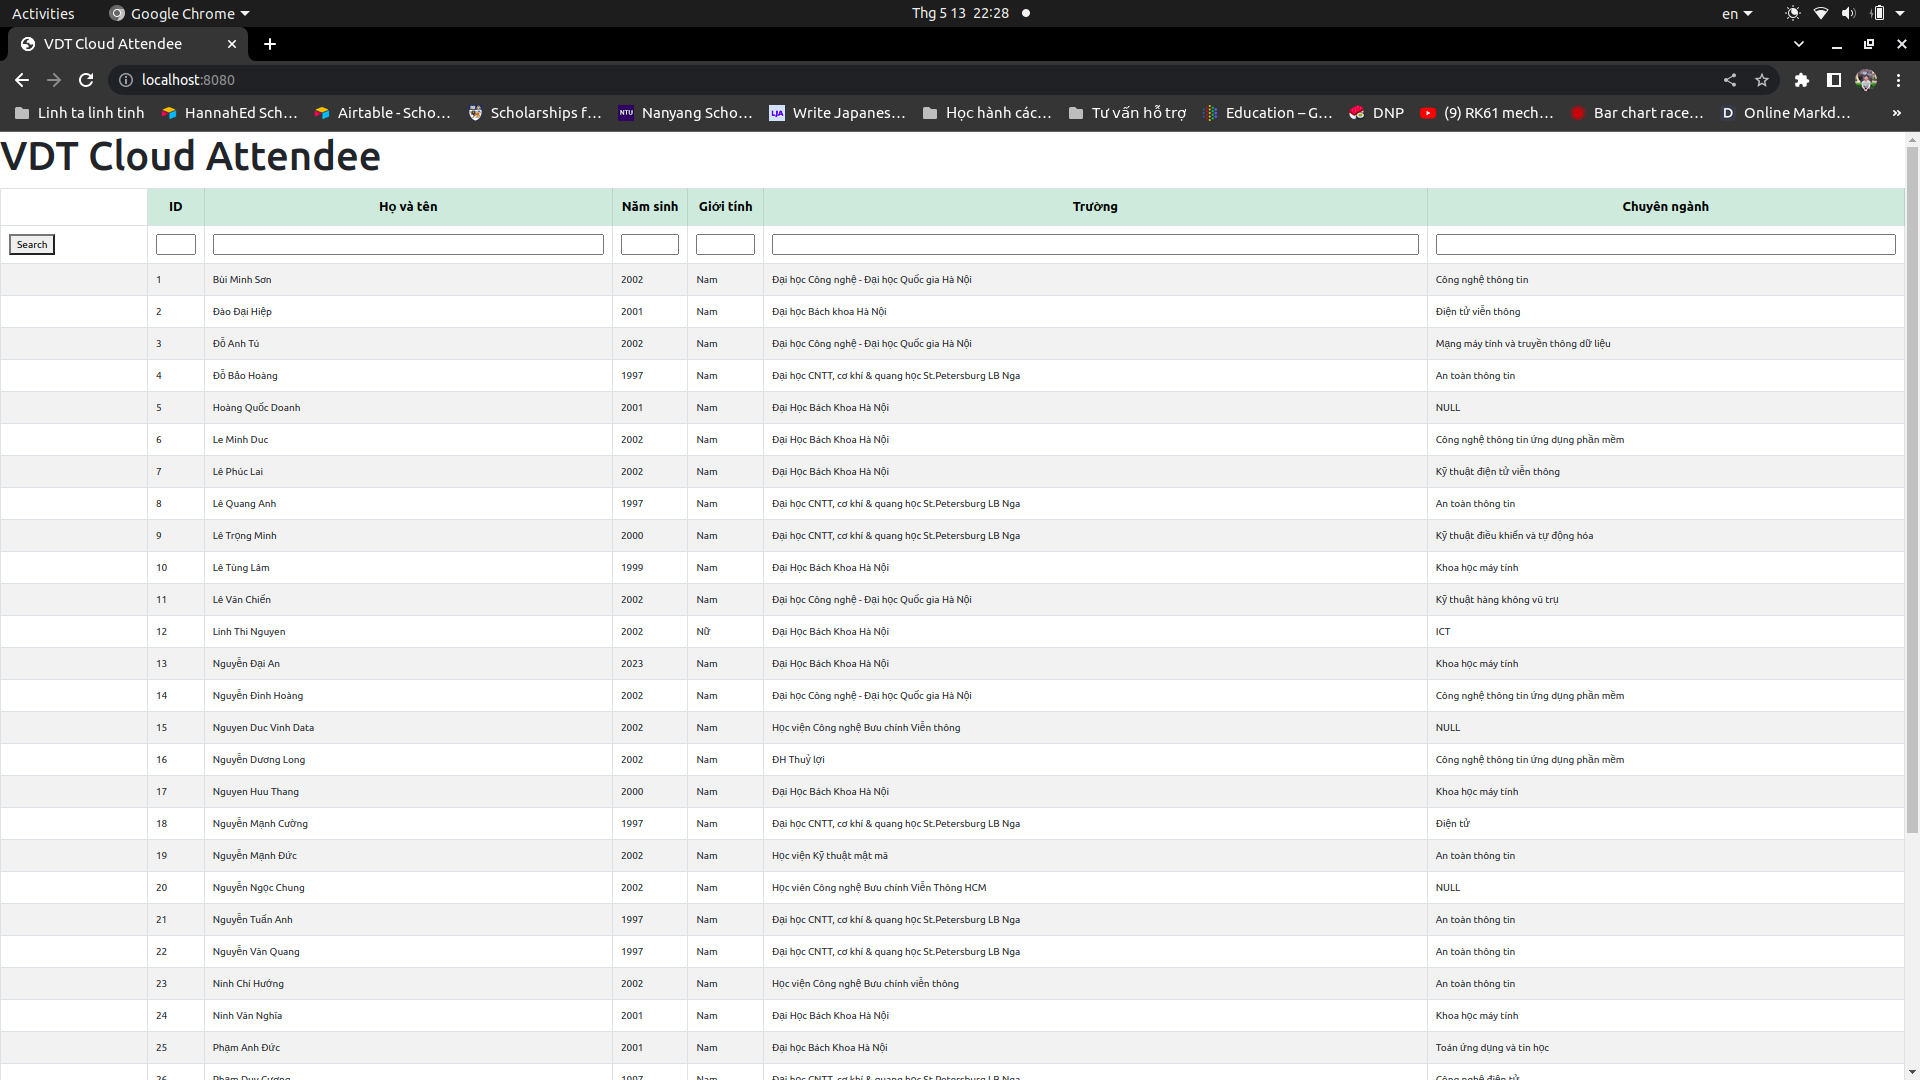 Activities Google Chrome Thg 5 13 22:28 en
VDT Cloud Attendee
localhost:8080
Linh ta linh tinh HannahEd Sch... Airtable - Scho... Scholarships f... NTU Nanyang Scho... LJA Write Japanes... Học hành các... Tư vấn hỗ trợ Education – G... DNP (9) RK61 mech... Bar chart race... D Online Markd... »
VDT Cloud Attendee
ID Họ và tên Năm sinh Giới tính Trường Chuyên ngành
Search
1 Bùi Minh Sơn 2002 Nam Đại học Công nghệ - Đại học Quốc gia Hà Nội Công nghệ thông tin
2 Đào Đại Hiệp 2001 Nam Đại học Bách khoa Hà Nội Điện tử viễn thông
3 Đỗ Anh Tú 2002 Nam Đại học Công nghệ - Đại học Quốc gia Hà Nội Mạng máy tính và truyền thông dữ liệu
4 Đỗ Bảo Hoàng 1997 Nam Đại học CNTT, cơ khí & quang học St.Petersburg LB Nga An toàn thông tin
5 Hoàng Quốc Doanh 2001 Nam Đại Học Bách Khoa Hà Nội NULL
6 Le Minh Duc 2002 Nam Đại Học Bách Khoa Hà Nội Công nghệ thông tin ứng dụng phần mềm
7 Lê Phúc Lai 2002 Nam Đại Học Bách Khoa Hà Nội Kỹ thuật điện tử viễn thông
8 Lê Quang Anh 1997 Nam Đại học CNTT, cơ khí & quang học St.Petersburg LB Nga An toàn thông tin
9 Lê Trọng Minh 2000 Nam Đại học CNTT, cơ khí & quang học St.Petersburg LB Nga Kỹ thuật điều khiển và tự động hóa
10 Lê Tùng Lâm 1999 Nam Đại Học Bách Khoa Hà Nội Khoa học máy tính
11 Lê Văn Chiến 2002 Nam Đại học Công nghệ - Đại học Quốc gia Hà Nội Kỹ thuật hàng không vũ trụ
12 Linh Thi Nguyen 2002 Nữ Đại Học Bách Khoa Hà Nội ICT
13 Nguyễn Đại An 2023 Nam Đại Học Bách Khoa Hà Nội Khoa học máy tính
14 Nguyễn Đình Hoàng 2002 Nam Đại học Công nghệ - Đại học Quốc gia Hà Nội Công nghệ thông tin ứng dụng phần mềm
15 Nguyen Duc Vinh Data 2002 Nam Học viện Công nghệ Bưu chính Viễn thông NULL
16 Nguyễn Dương Long 2002 Nam ĐH Thuỷ lợi Công nghệ thông tin ứng dụng phần mềm
17 Nguyen Huu Thang 2000 Nam Đại Học Bách Khoa Hà Nội Khoa học máy tính
18 Nguyễn Mạnh Cường 1997 Nam Đại học CNTT, cơ khí & quang học St.Petersburg LB Nga Điện tử
19 Nguyễn Mạnh Đức 2002 Nam Học viện Kỹ thuật mật mã An toàn thông tin
20 Nguyễn Ngọc Chung 2002 Nam Học viên Công nghệ Bưu chính Viễn Thông HCM NULL
21 Nguyễn Tuấn Anh 1997 Nam Đại học CNTT, cơ khí & quang học St.Petersburg LB Nga An toàn thông tin
22 Nguyễn Văn Quang 1997 Nam Đại học CNTT, cơ khí & quang học St.Petersburg LB Nga An toàn thông tin
23 Ninh Chí Hướng 2002 Nam Học viện Công nghệ Bưu chính viễn thông An toàn thông tin
24 Ninh Văn Nghĩa 2001 Nam Đại Học Bách Khoa Hà Nội Khoa học máy tính
25 Phạm Anh Đức 2001 Nam Đại học Bách Khoa Hà Nội Toán ứng dụng và tin học
26 Phạm Duy Cương 1997 Nam Đại học CNTT, cơ khí & quang học St.Petersburg LB Nga Công nghệ điện tử